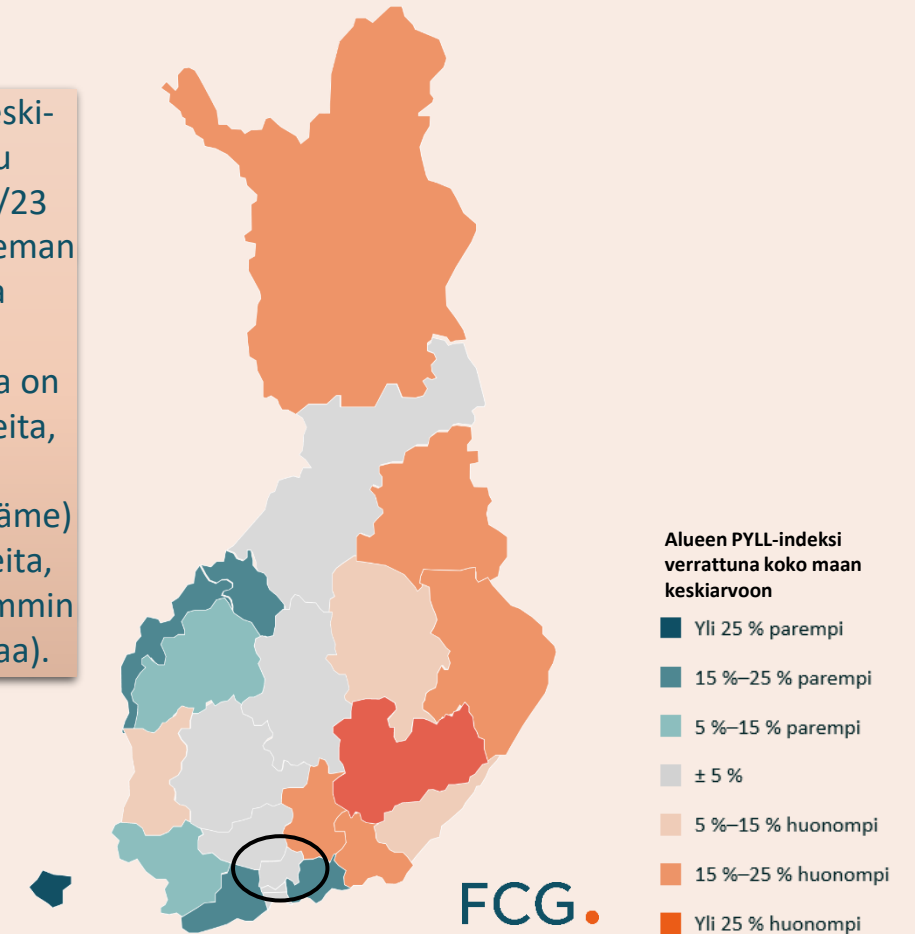 eski-
u
/23
eman
a
a on
eita,
äme)
eita,
mmin
aa).
Alueen PYLL-indeksi
verrattuna koko maan
keskiarvoon
Yli 25 % parempi
15 %–25 % parempi
5 %–15 % parempi
± 5 %
5 %–15 % huonompi
15 %–25 % huonompi
Yli 25 % huonompi
FCG.